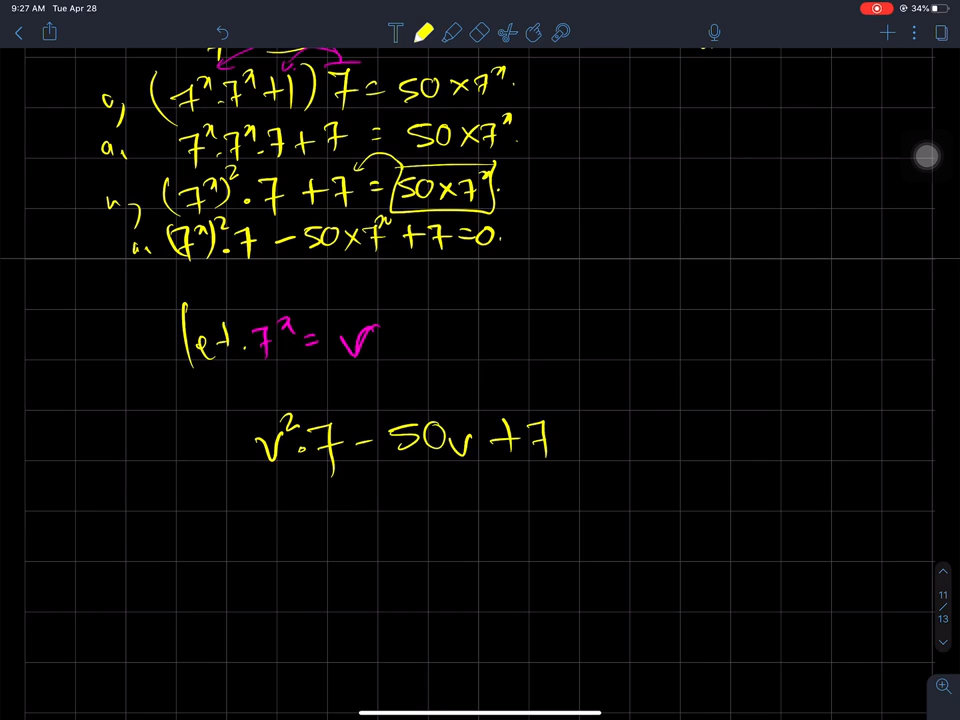 9:27 AM Tue Apr 28 34%
(7ˣ.7ˣ+1) 7 = 50×7ˣ.
7ˣ.7ˣ.7+7 = 50×7ˣ.
(7ˣ)².7 +7 = 50×7ˣ.
(7ˣ)².7 - 50×7ˣ +7=0.
let. 7ˣ = v
v².7 - 50v +7
11
/
13